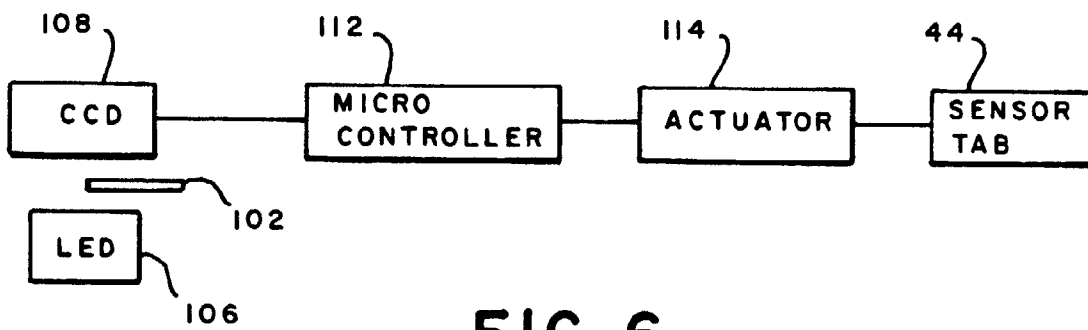 108
112
114
44
CCD
MICRO
CONTROLLER
ACTUATOR
SENSOR
TAB
102
LED
106
FIG. 6